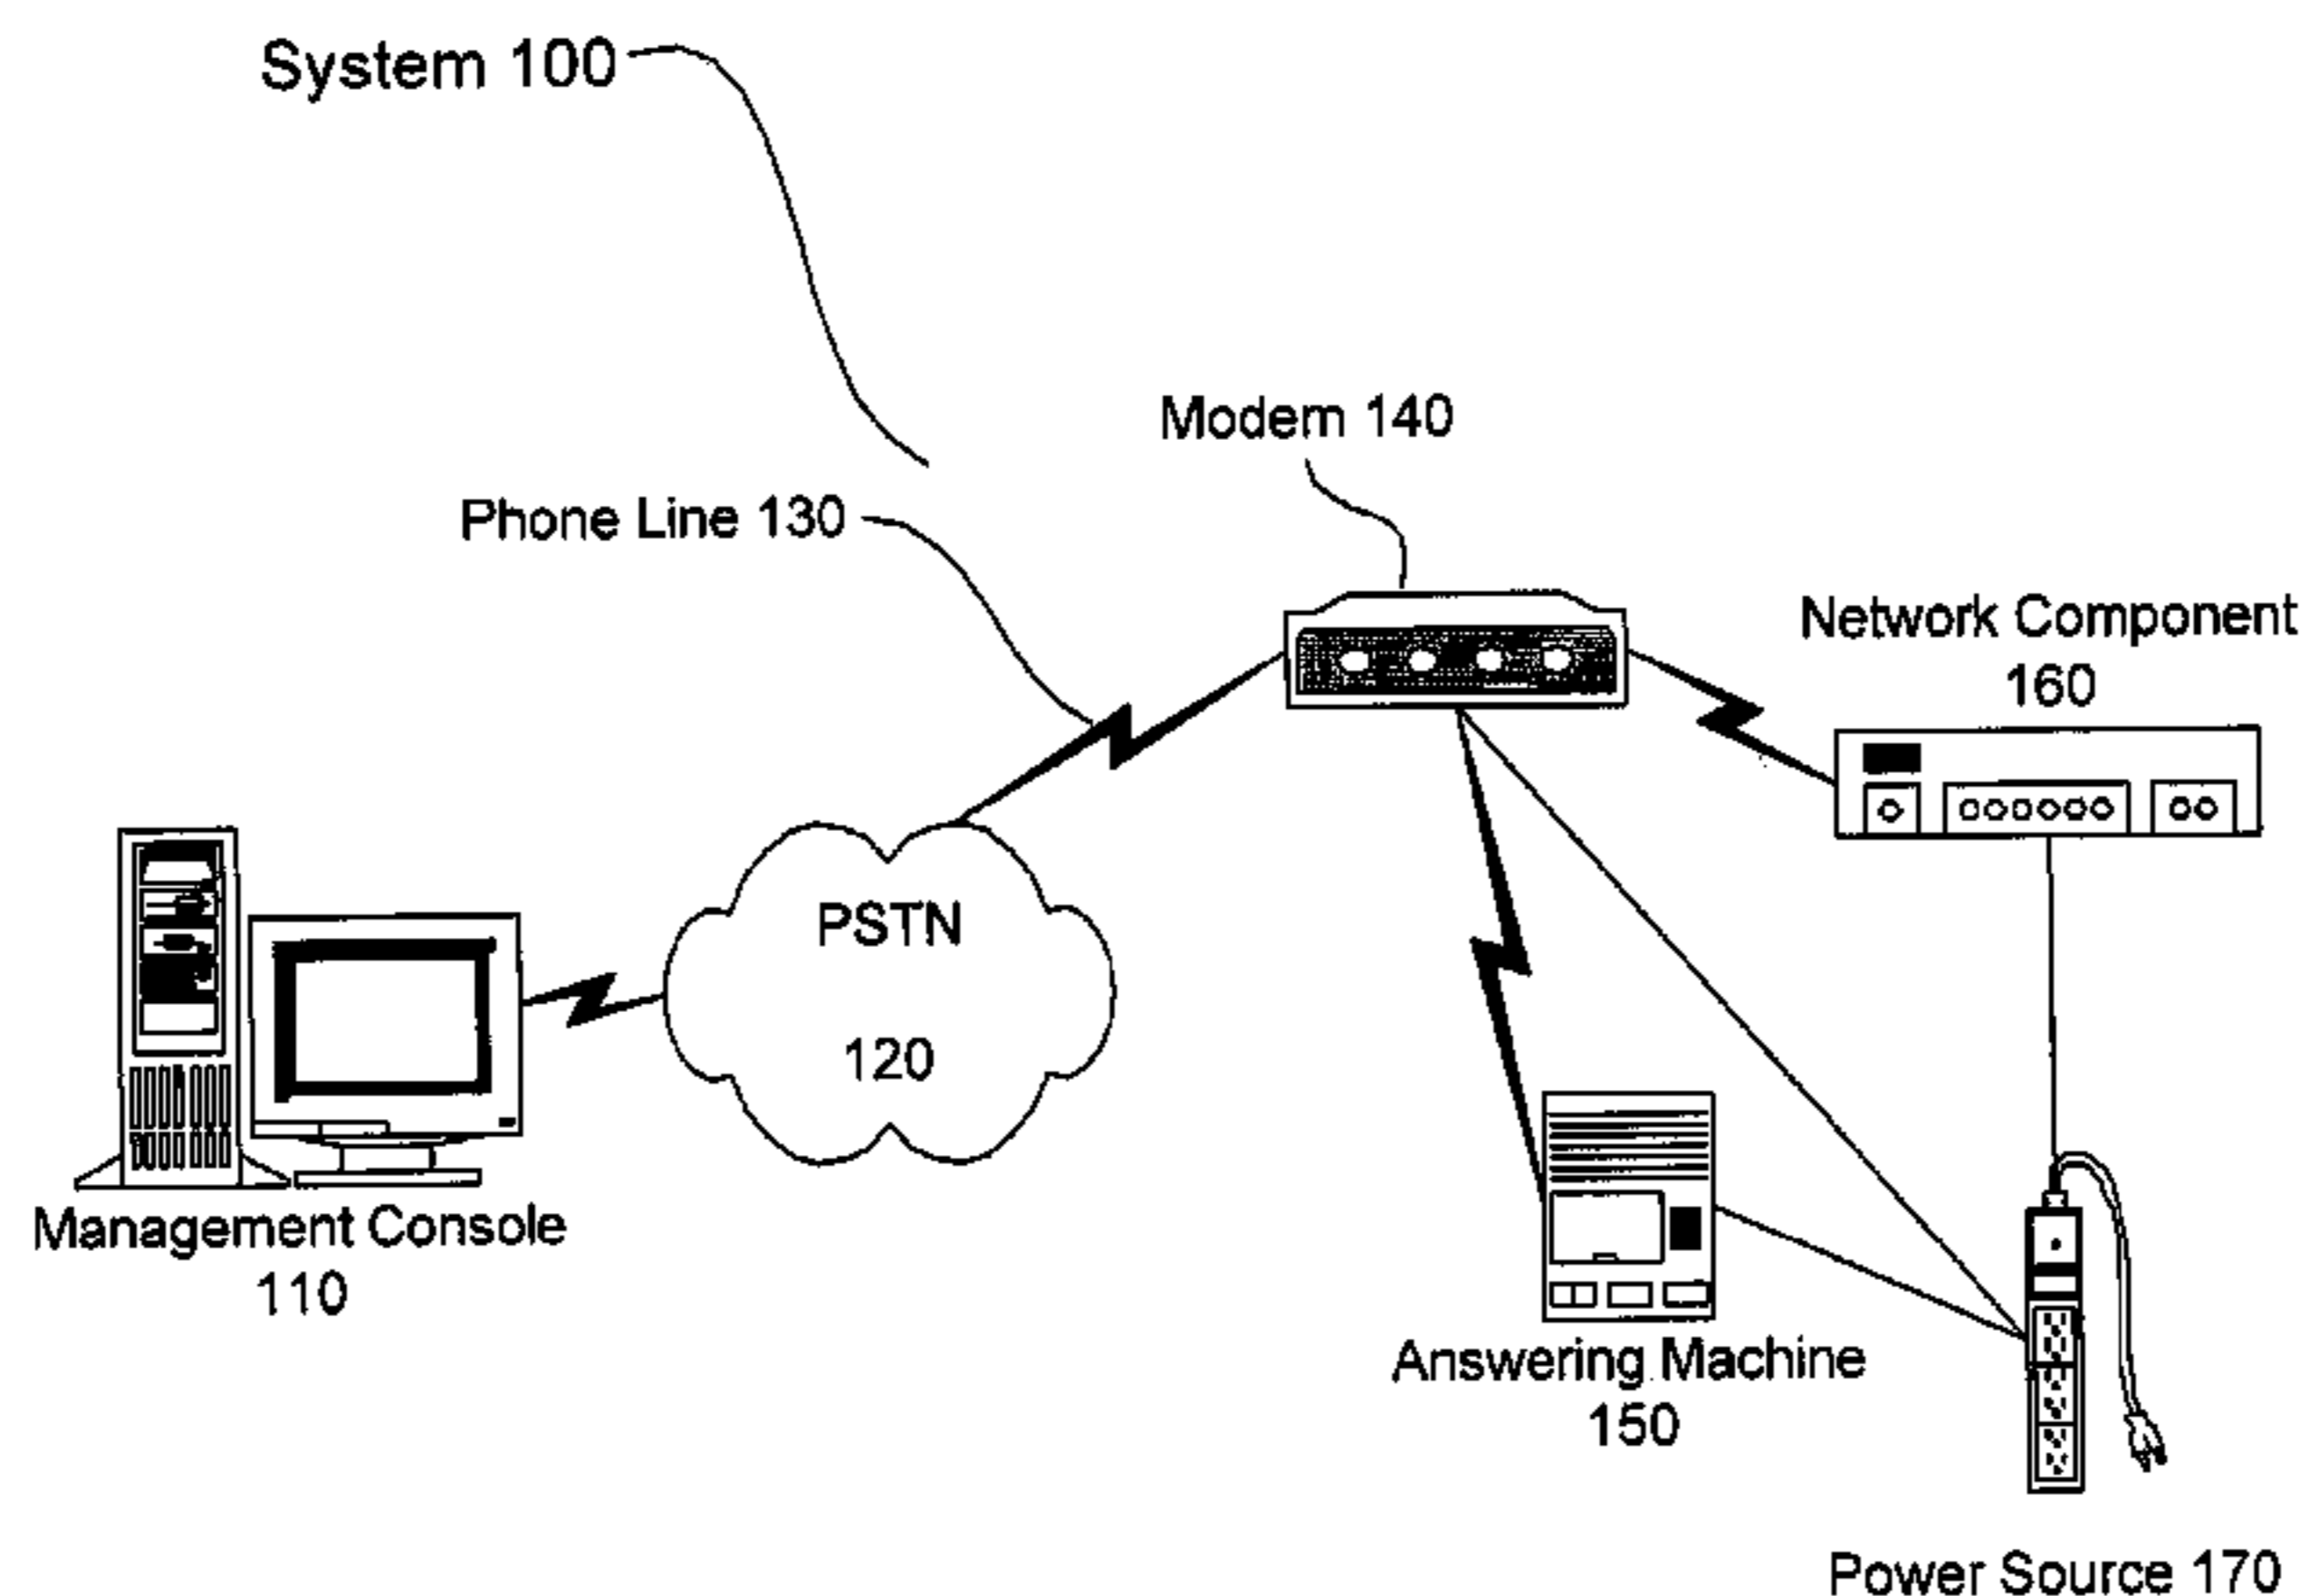 System 100
Modem 140
Phone Line 130
Network Component
160
PSTN
120
Management Console
110
Answering Machine
150
Power Source 170